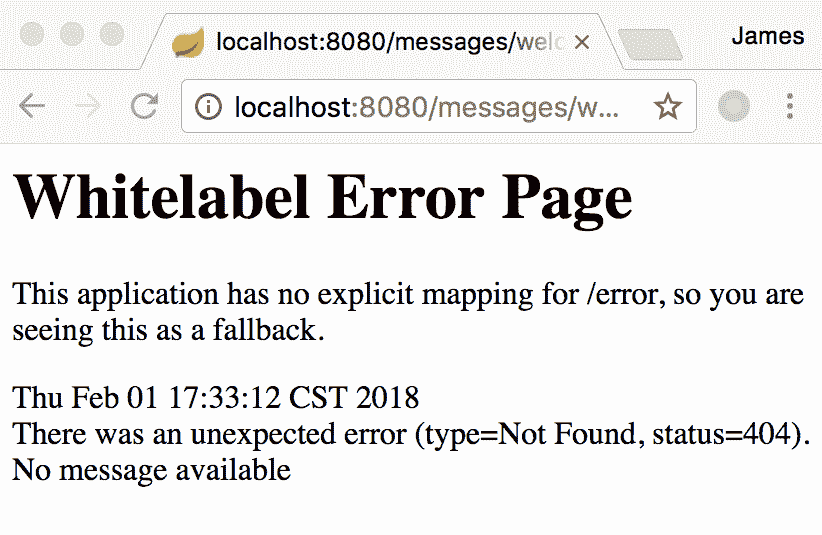 localhost:8080/messages/welc
James
localhost:8080/messages/w...
Whitelabel Error Page
This application has no explicit mapping for /error, so you are
seeing this as a fallback.
Thu Feb 01 17:33:12 CST 2018
There was an unexpected error (type=Not Found, status=404).
No message available